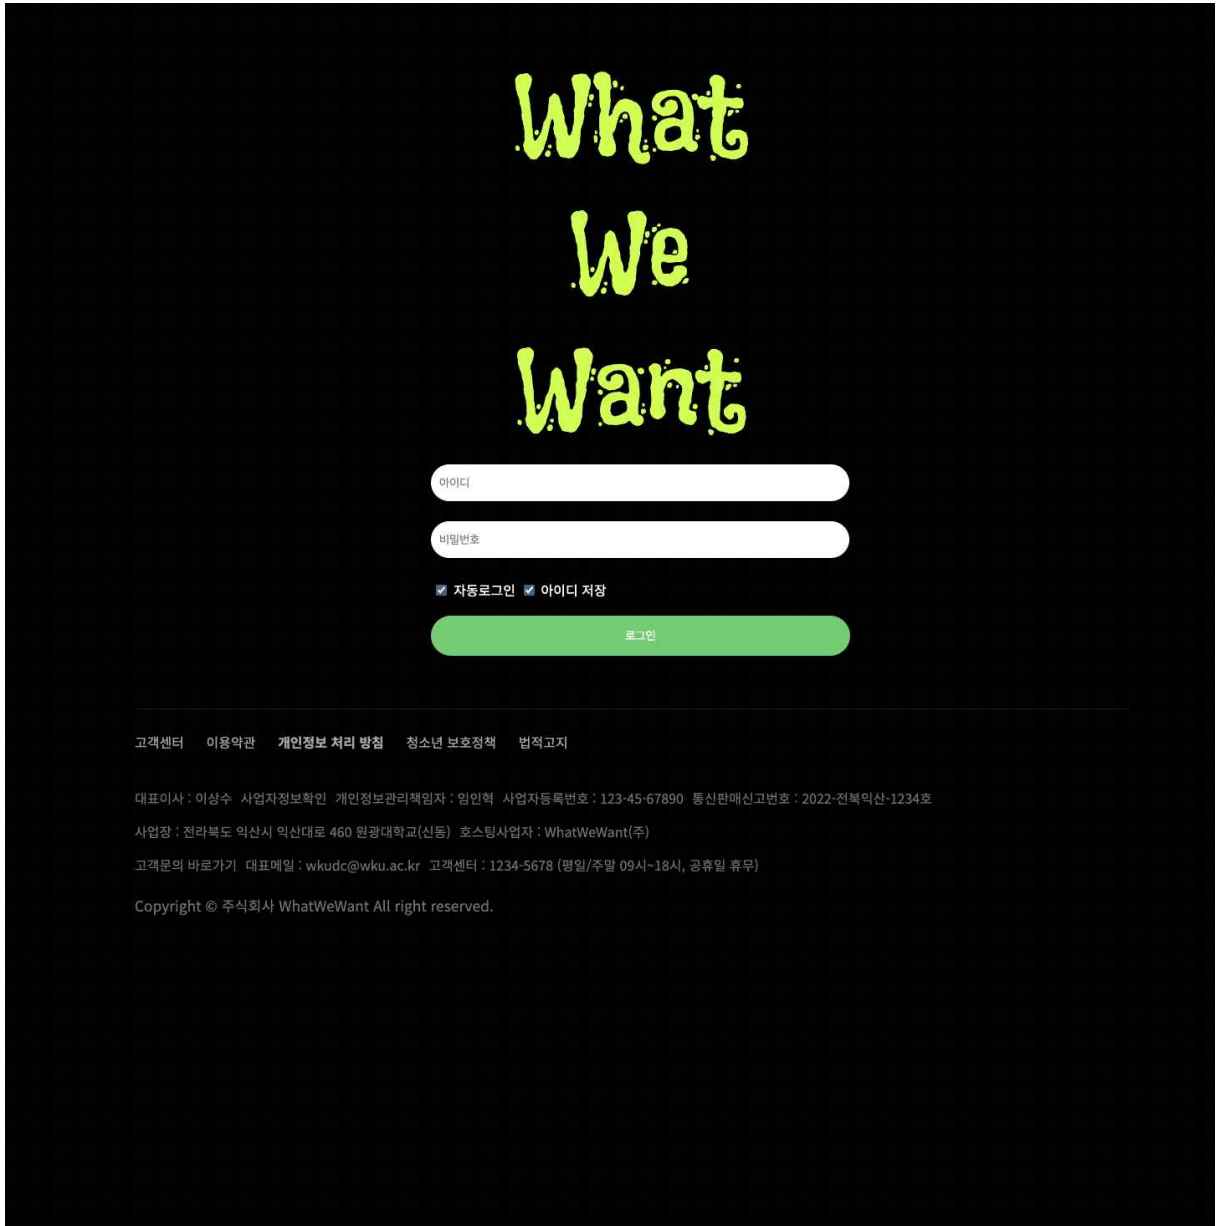 What
We
Want
아이디
비밀번호
자동로그인 아이디 저장
로그인
고객센터 이용약관 개인정보 처리 방침 청소년 보호정책 법적고지
대표이사 : 이상수 사업자정보확인 개인정보관리책임자 : 임인혁 사업자등록번호 : 123-45-67890 통신판매신고번호 : 2022-전북익산-1234호
사업장 : 전라북도 익산시 익산대로 460 원광대학교(신동) 호스팅사업자 : WhatWeWant(주)
고객문의 바로가기 대표메일 : wkudc@wku.ac.kr 고객센터 : 1234-5678 (평일/주말 09시~18시, 공휴일 휴무)
Copyright © 주식회사 WhatWeWant All right reserved.